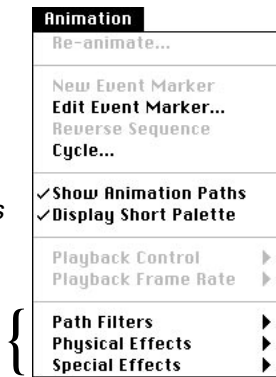 Animation
Re-animate...
New Event Marker
Edit Event Marker...
Reverse Sequence
Cycle...
✓Show Animation Paths
s
✓Display Short Palette
Playback Control
Playback Frame Rate
Path Filters
Physical Effects
Special Effects